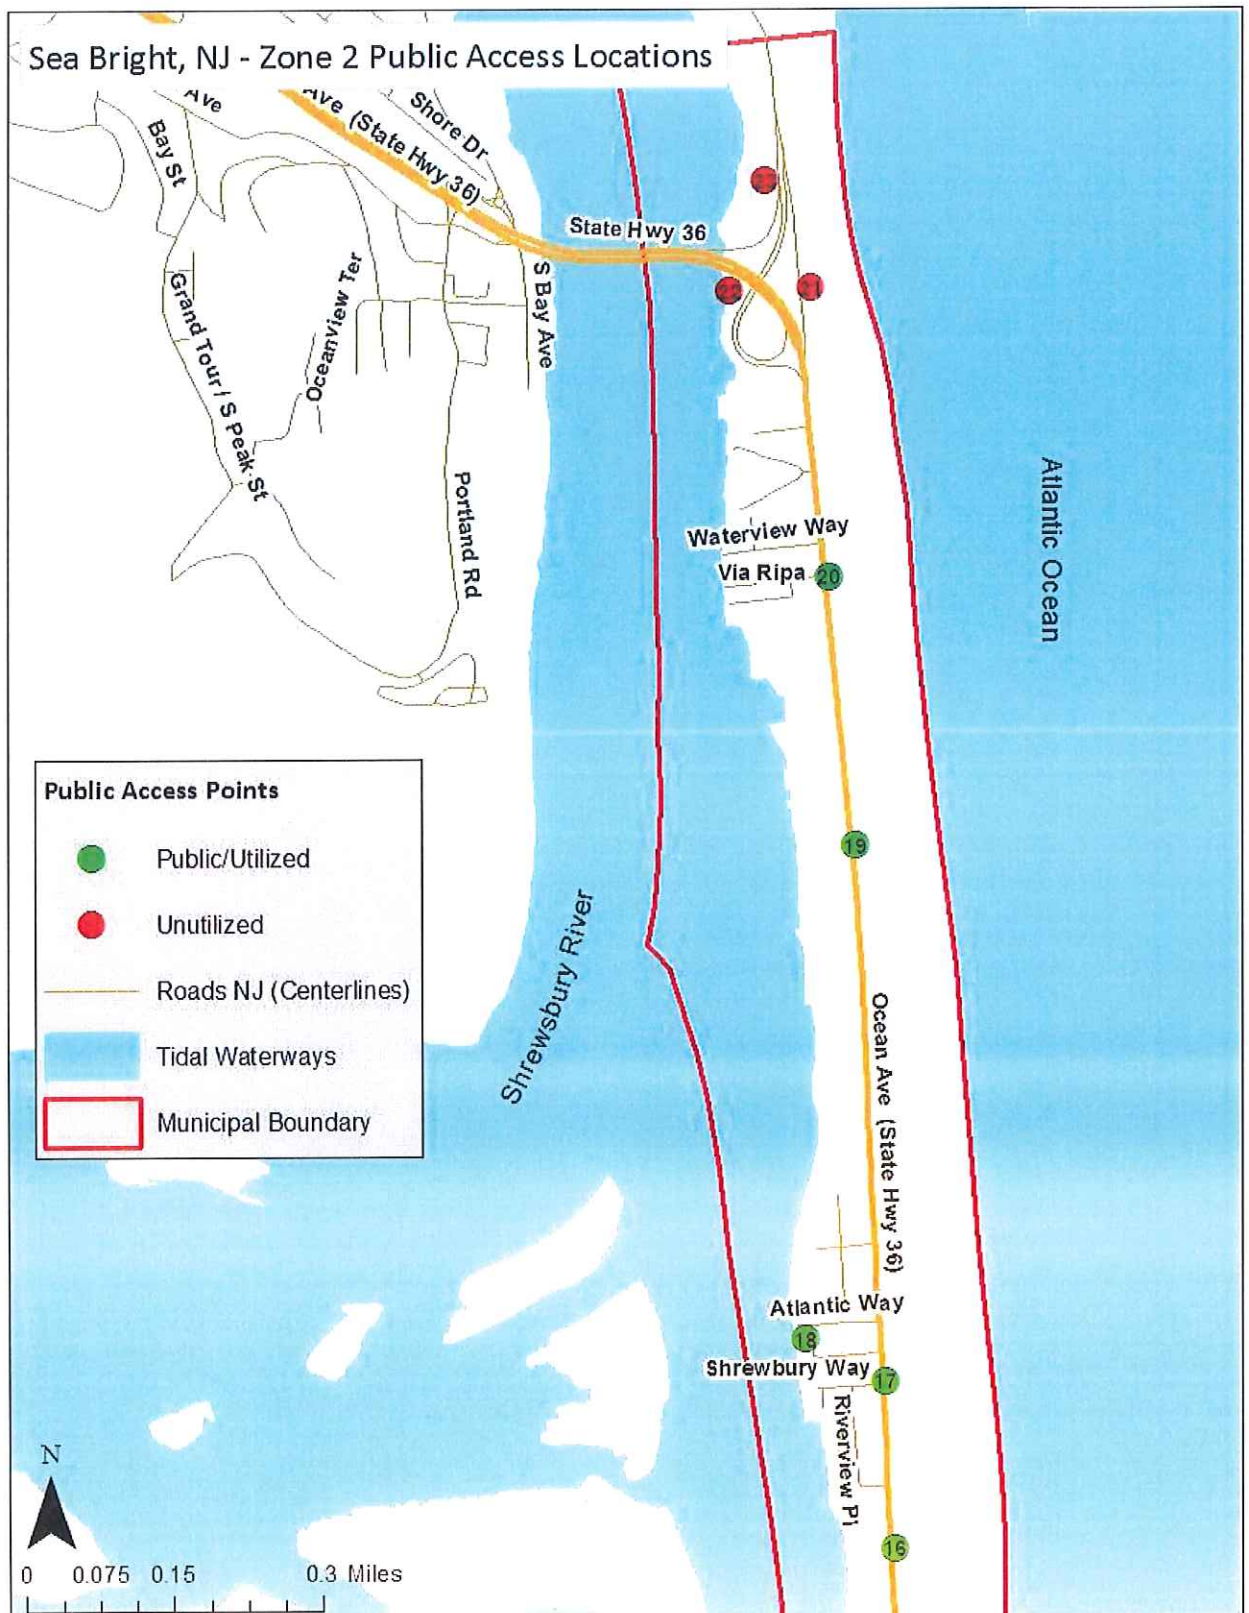 Sea Bright, NJ - Zone 2 Public Access Locations
Ave
Ave (State Hwy 36)
Shore Dr
Bay St
State Hwy 36
S Bay Ave
Oceanview Ter
Grand Tour / S Peak St
Portland Rd
22
21
Waterview Way
Via Ripa
20
Atlantic Ocean
19
Public Access Points
Public/Utilized
Unutilized
Roads NJ (Centerlines)
Tidal Waterways
Municipal Boundary
Shrewsbury River
Ocean Ave (State Hwy 36)
Atlantic Way
18
Shrewbury Way
17
Riverview Pl
16
N
0 0.075 0.15 0.3 Miles